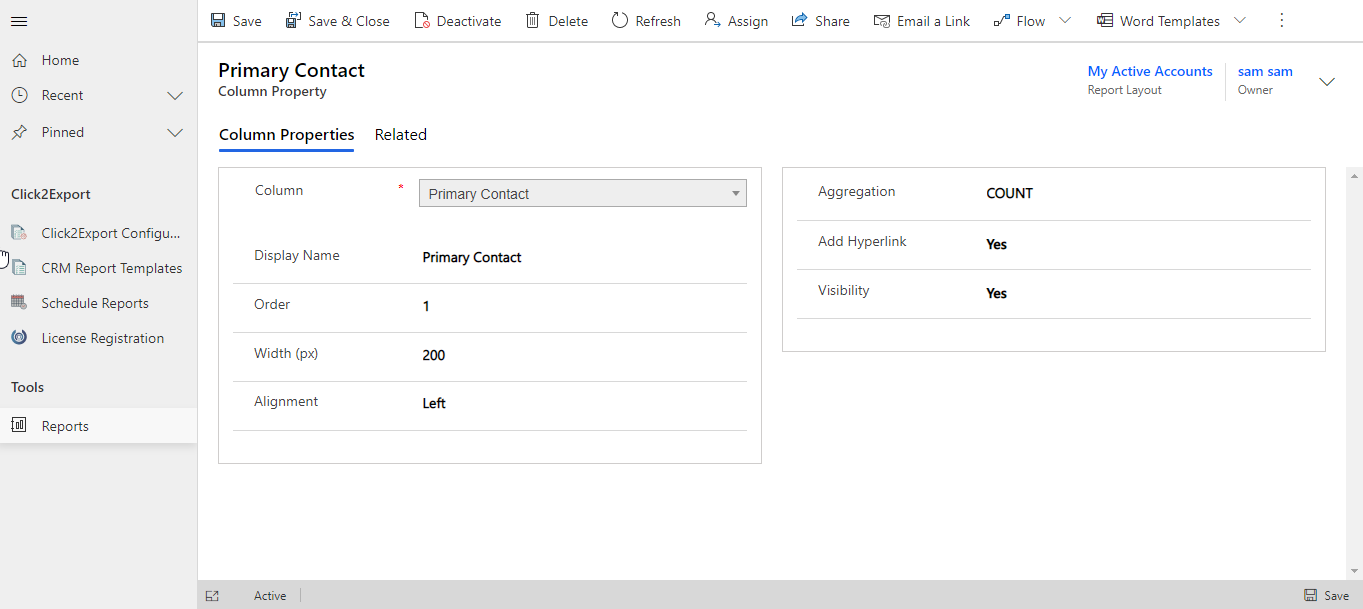 Save
Save & Close
Deactivate
Delete
Refresh
Assign
Share
Email a Link
Flow
Word Templates
Home
Recent
Pinned
Click2Export
Click2Export Configu...
CRM Report Templates
Schedule Reports
License Registration
Tools
Reports
Primary Contact
Column Property
My Active Accounts
Report Layout
sam sam
Owner
Column Properties
Related
Column * Primary Contact
Display Name Primary Contact
Order 1
Width (px) 200
Alignment Left
Aggregation COUNT
Add Hyperlink Yes
Visibility Yes
Active
Save